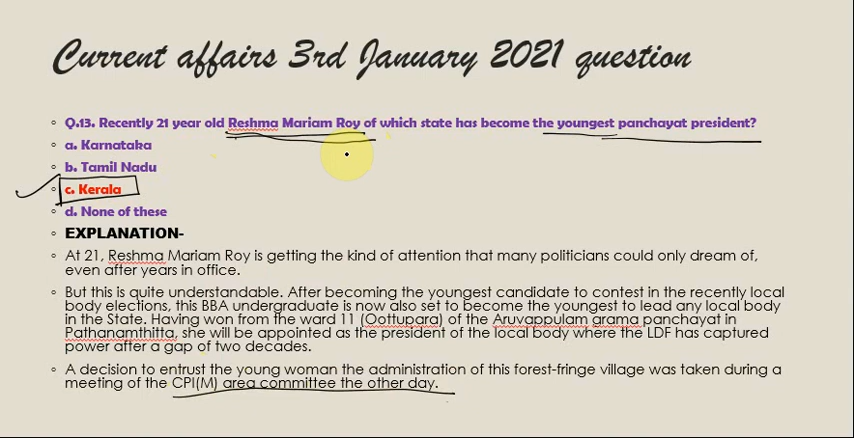 Current affairs 3rd January 2021 question
Q.13. Recently 21 year old Reshma Mariam Roy of which state has become the youngest panchayat president?
a. Karnataka
b. Tamil Nadu
c. Kerala
d. None of these
EXPLANATION-
At 21, Reshma Mariam Roy is getting the kind of attention that many politicians could only dream of,
even after years in office.
But this is quite understandable. After becoming the youngest candidate to contest in the recently local
body elections, this BBA undergraduate is now also set to become the youngest to lead any local body
in the State. Having won from the ward 11 (Oottupara) of the Aruvappulam grama panchayat in
Pathanamthitta, she will be appointed as the president of the local body where the LDF has captured
power after a gap of two decades.
A decision to entrust the young woman the administration of this forest-fringe village was taken during a
meeting of the CPI(M) area committee the other day.